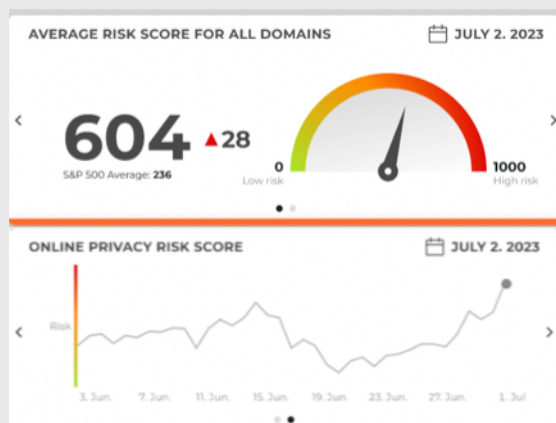 AVERAGE RISK SCORE FOR ALL DOMAINS
JULY 2. 2023
604
28
S&P 500 Average: 236
0
Low risk
1000
High risk
ONLINE PRIVACY RISK SCORE
JULY 2. 2023
Risk
3. Jun. 7. Jun. 11. Jun. 15. Jun. 19. Jun. 23. Jun. 27. Jun. 1. Jul